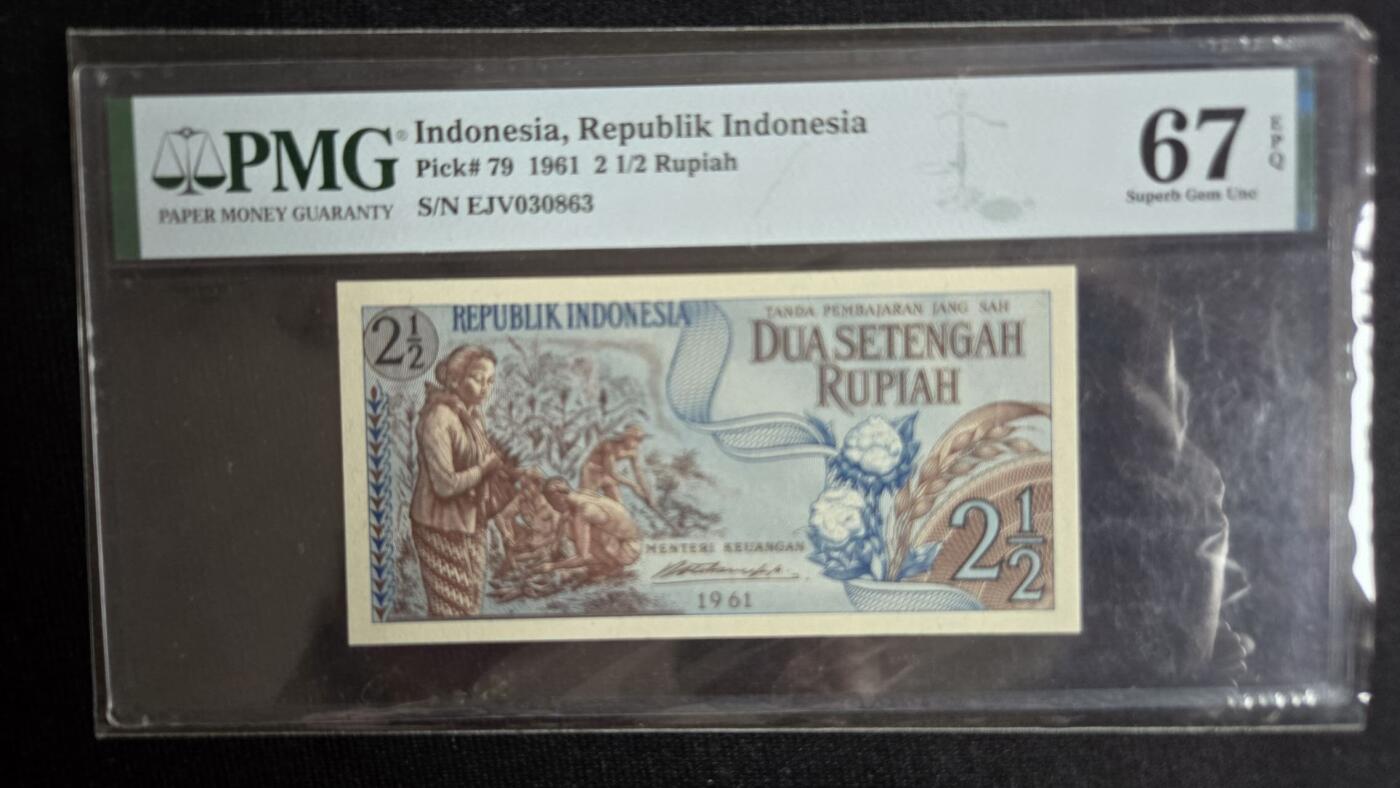 PMG®
PAPER MONEY GUARANTY
Indonesia, Republik Indonesia
Pick# 79 1961 2 1/2 Rupiah
S/N EJV030863
67
EPQ
Superb Gem Unc
2½
REPUBLIK INDONESIA
TANDA PEMBAJARAN JANG SAH
DUA SETENGAH
RUPIAH
MENTERI KEUANGAN
1961
2½